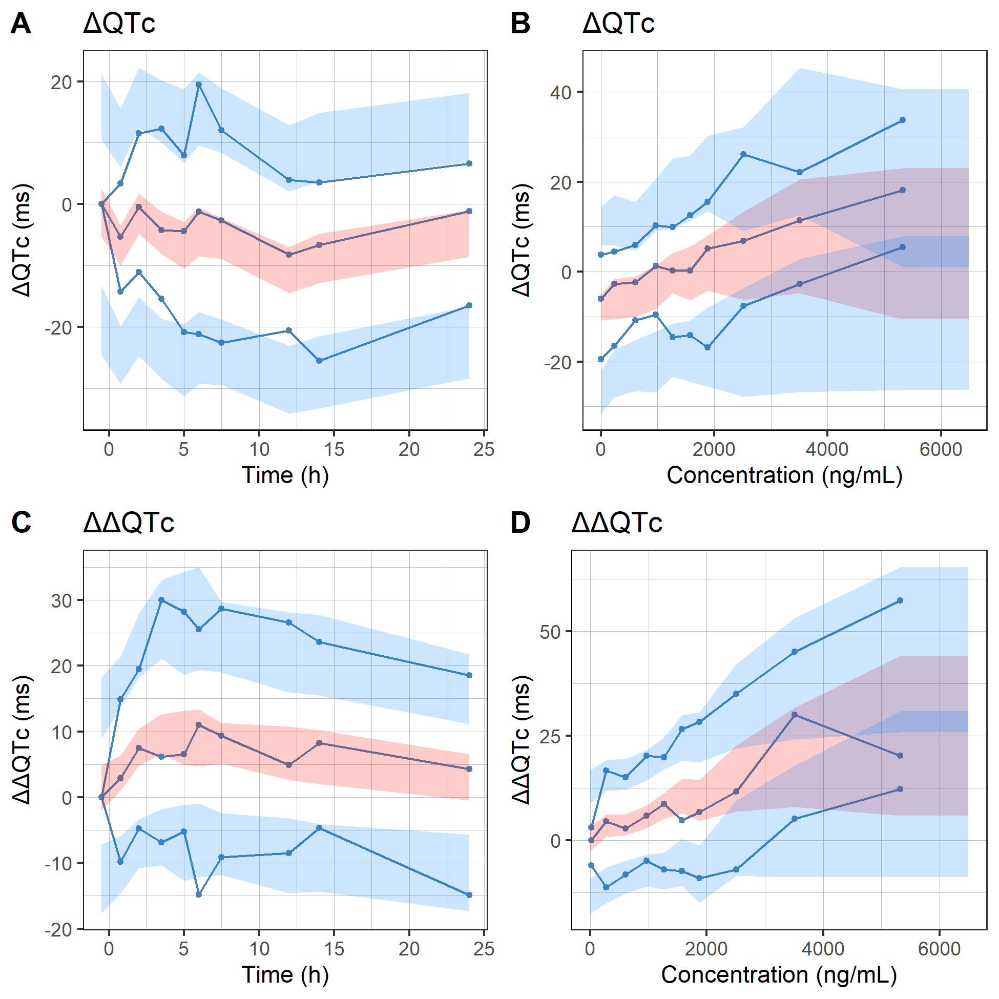 A ΔQTc
20
0
-20
ΔQTc (ms)
0 5 10 15 20 25
Time (h)
B ΔQTc
40
20
0
-20
ΔQTc (ms)
0 2000 4000 6000
Concentration (ng/mL)
C ΔΔQTc
30
20
10
0
-10
-20
ΔΔQTc (ms)
0 5 10 15 20 25
Time (h)
D ΔΔQTc
50
25
0
ΔΔQTc (ms)
0 2000 4000 6000
Concentration (ng/mL)